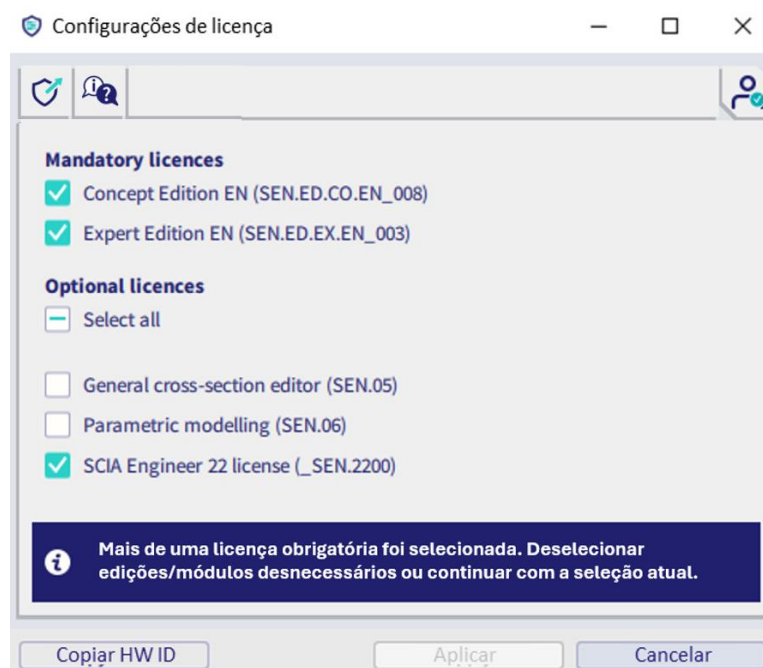 Configurações de licença
Mandatory licences
Concept Edition EN (SEN.ED.CO.EN_008)
Expert Edition EN (SEN.ED.EX.EN_003)
Optional licences
Select all
General cross-section editor (SEN.05)
Parametric modelling (SEN.06)
SCIA Engineer 22 license (_SEN.2200)
Mais de uma licença obrigatória foi selecionada. Deselecionar
edições/módulos desnecessários ou continuar com a seleção atual.
Copiar HW ID
Aplicar
Cancelar